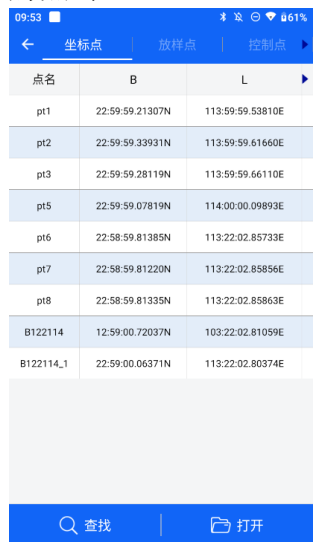 09:53 61%
坐标点 放样点 控制点
点名 B L
pt1 22:59:59.21307N 113:59:59.53810E
pt2 22:59:59.33931N 113:59:59.61660E
pt3 22:59:59.28119N 113:59:59.66110E
pt5 22:59:59.07819N 114:00:00.09893E
pt6 22:58:59.81385N 113:22:02.85733E
pt7 22:58:59.81220N 113:22:02.85856E
pt8 22:58:59.81335N 113:22:02.85863E
B122114 12:59:00.72037N 103:22:02.81059E
B122114_1 22:59:00.06371N 113:22:02.80374E
查找 打开